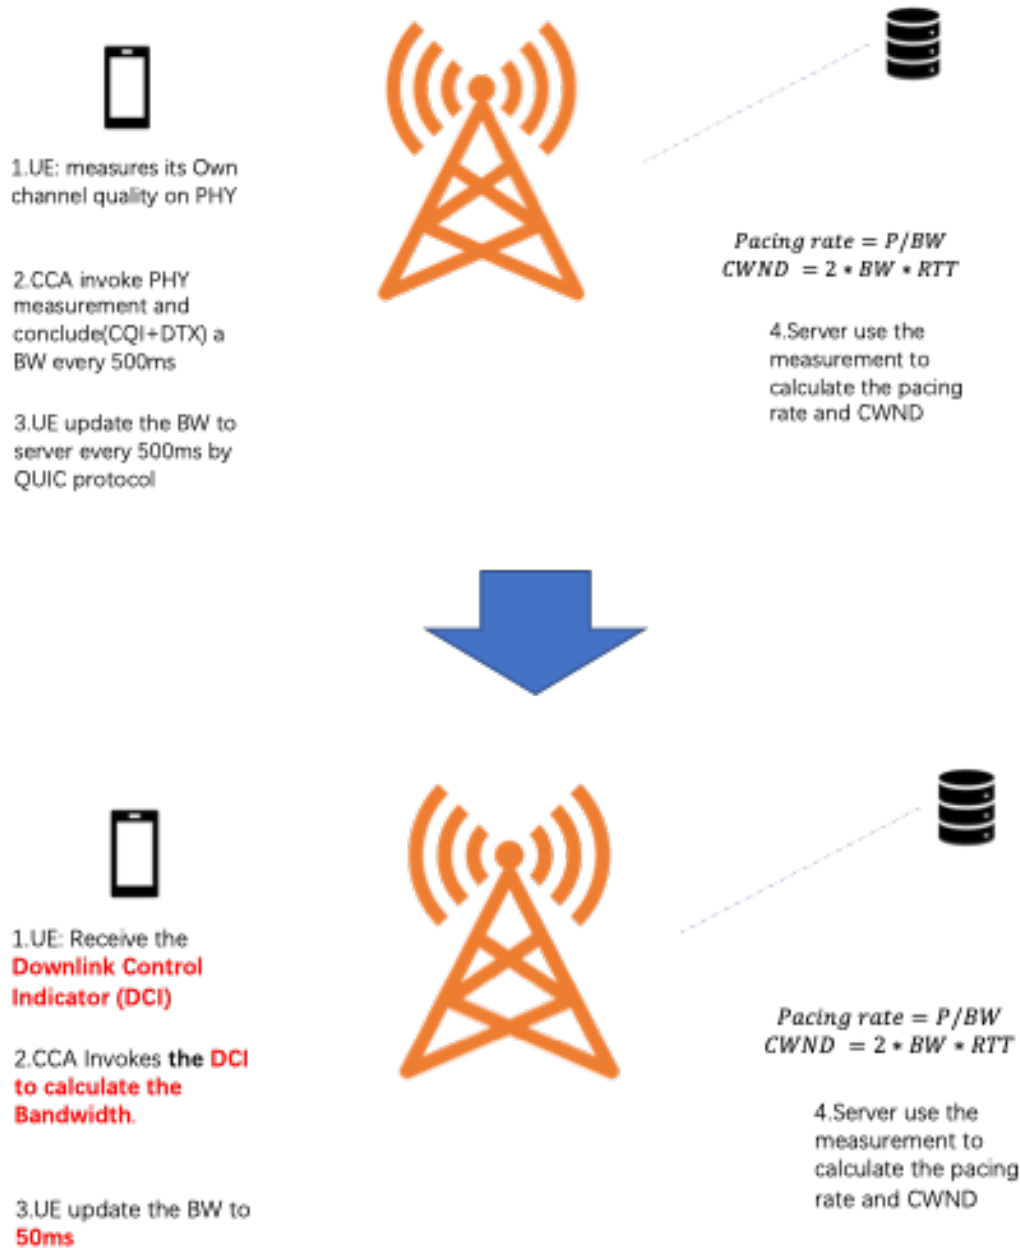 1.UE: measures its Own
channel quality on PHY
2.CCA invoke PHY
measurement and
conclude(CQI+DTX) a
BW every 500ms
3.UE update the BW to
server every 500ms by
QUIC protocol
Pacing rate = P/BW
CWND = 2 * BW * RTT
4.Server use the
measurement to
calculate the pacing
rate and CWND
1.UE: Receive the
Downlink Control
Indicator (DCI)
2.CCA Invokes the DCI
to calculate the
Bandwidth.
3.UE update the BW to
50ms
Pacing rate = P/BW
CWND = 2 * BW * RTT
4.Server use the
measurement to
calculate the pacing
rate and CWND